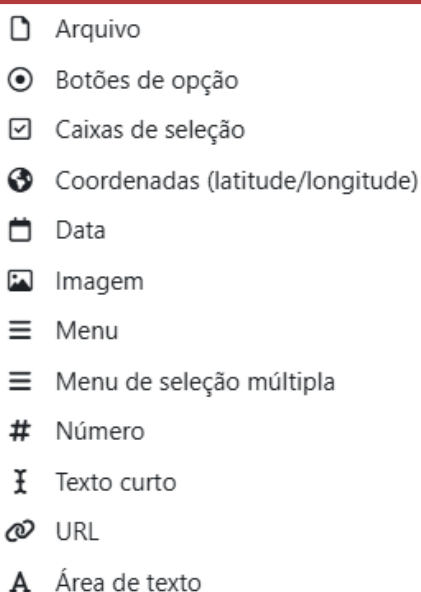 Arquivo
Botões de opção
Caixas de seleção
Coordenadas (latitude/longitude)
Data
Imagem
Menu
Menu de seleção múltipla
Número
Texto curto
URL
Área de texto